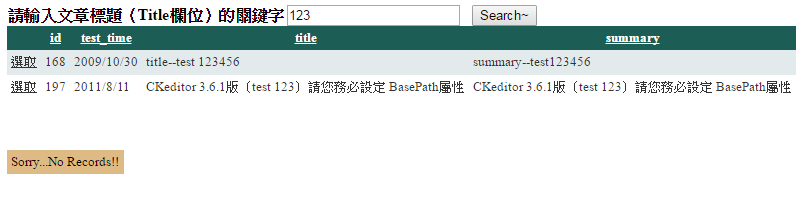 請輸入文章標題（Title欄位）的關鍵字 123 Search~
id test_time title summary
選取 168 2009/10/30 title--test 123456 summary--test123456
選取 197 2011/8/11 CKeditor 3.6.1版〔test 123〕請您務必設定 BasePath屬性 CKeditor 3.6.1版〔test 123〕請您務必設定 BasePath屬性
Sorry...No Records!!